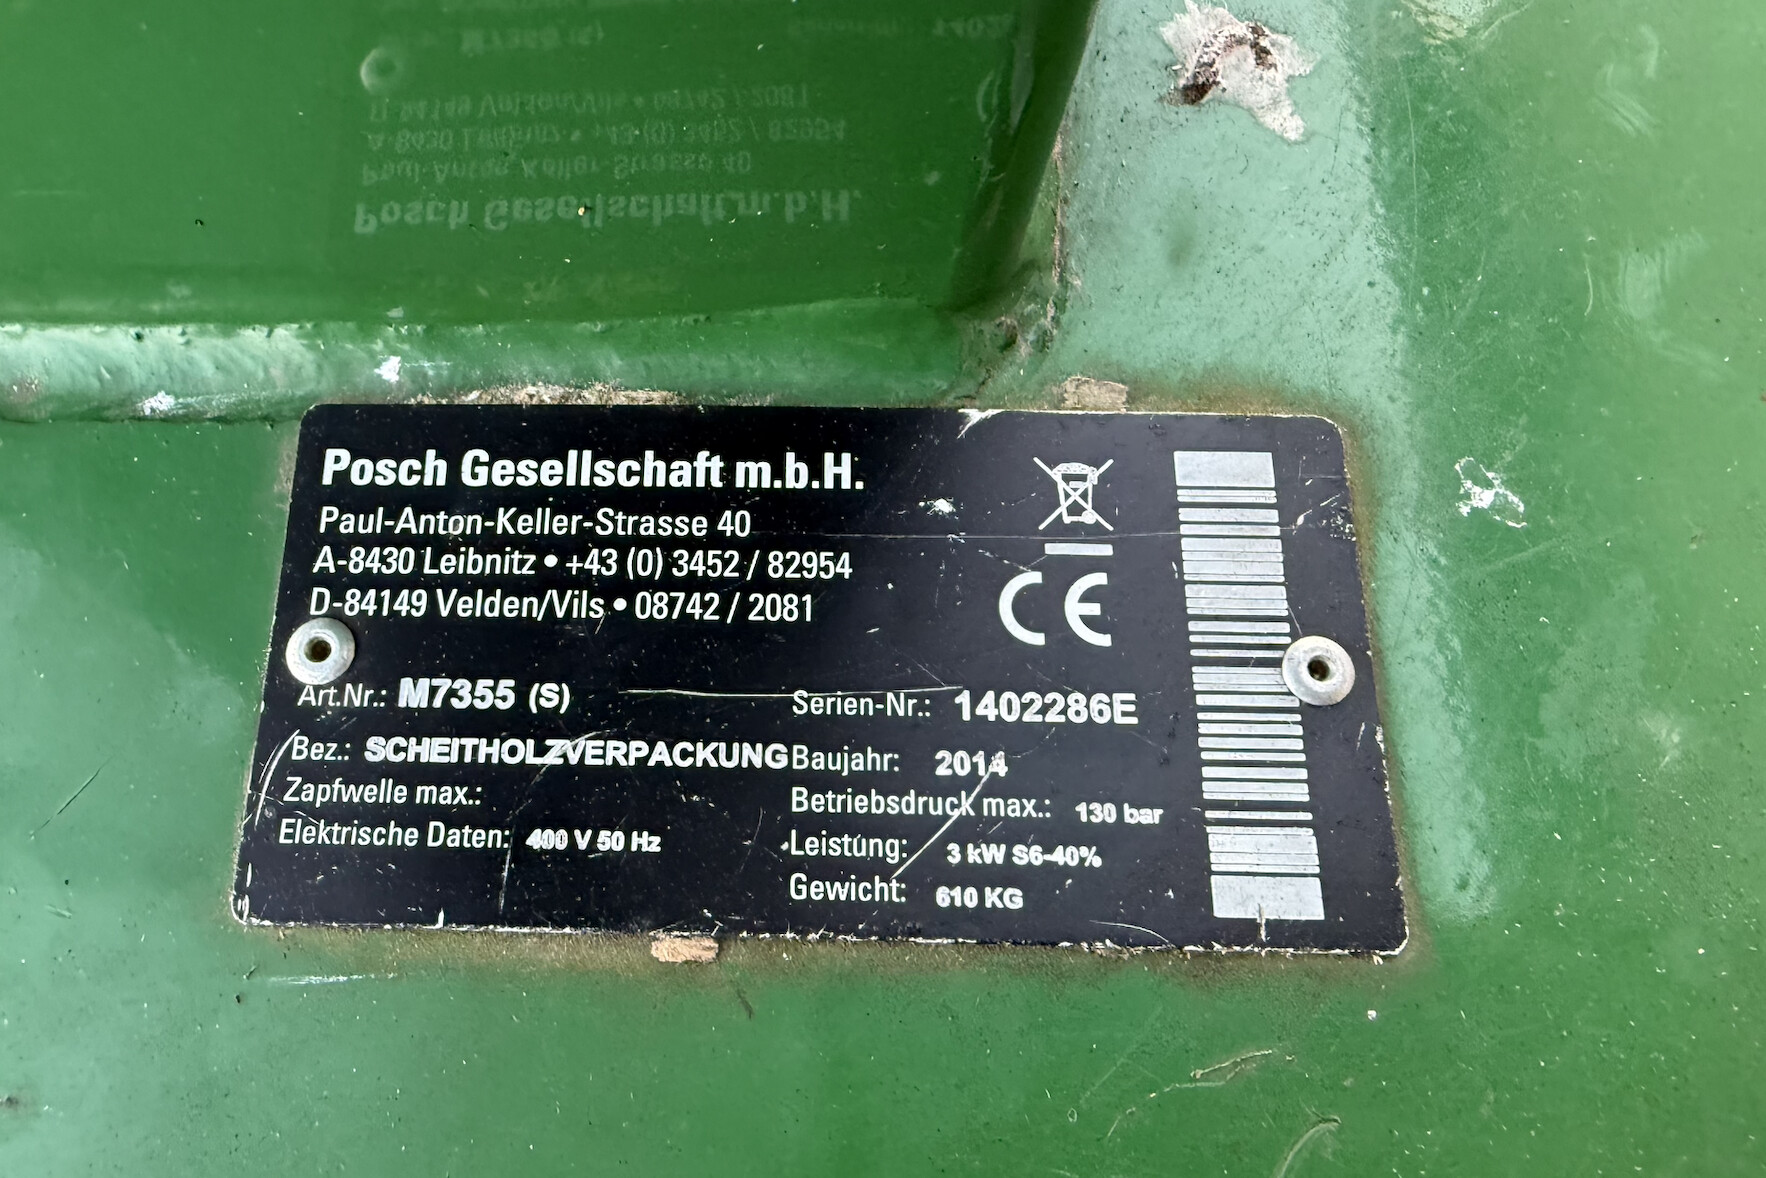 Posch Gesellschaft m.b.H.
Paul-Anton-Keller-Strasse 40
A-8430 Leibnitz • +43 (0) 3452 / 82954
D-84149 Velden/Vils • 08742 / 2081
CE
Art.Nr.: M7355 (S)
Serien-Nr.: 1402286E
Bez.: SCHEITHOLZVERPACKUNG
Baujahr: 2014
Zapfwelle max.:
Betriebsdruck max.: 130 bar
Elektrische Daten: 400 V 50 Hz
Leistung: 3 kW S6-40%
Gewicht: 610 KG